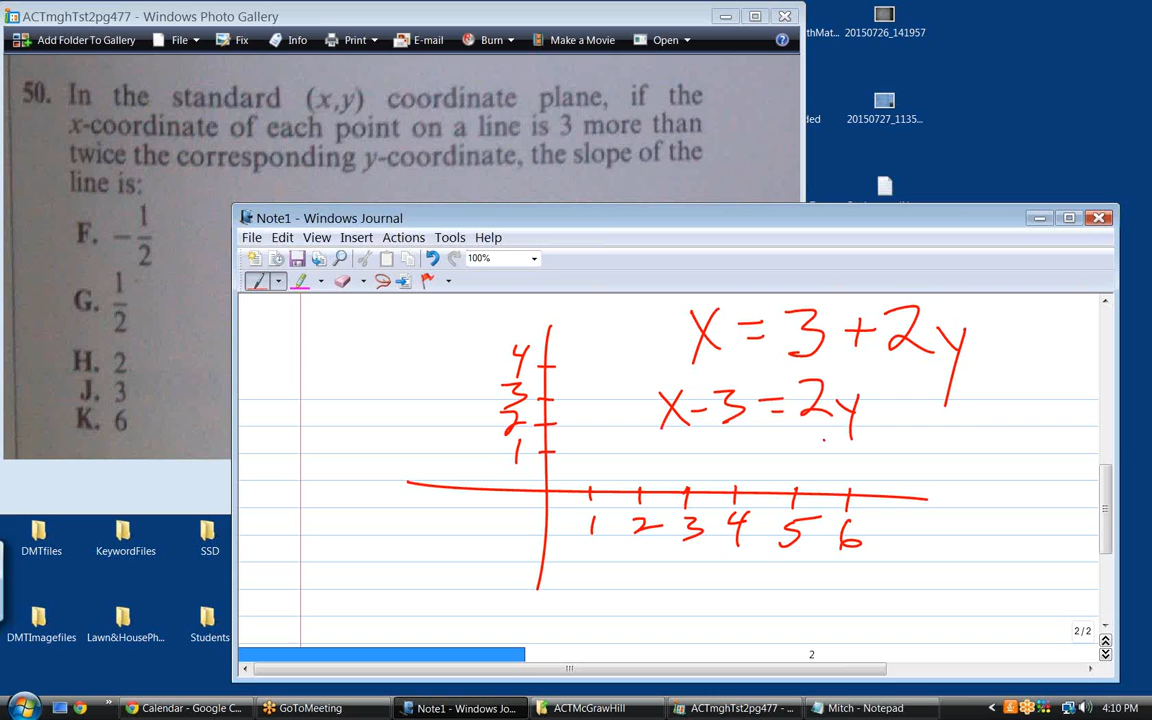 ACTmghTst2pg477 - Windows Photo Gallery
Add Folder To Gallery File Fix Info Print E-mail Burn Make a Movie Open
thMat... 20150726_141957
ded 20150727_1135...
50. In the standard (x,y) coordinate plane, if the
x-coordinate of each point on a line is 3 more than
twice the corresponding y-coordinate, the slope of the
line is:
F. -1/2
G. 1/2
H. 2
J. 3
K. 6
Note1 - Windows Journal
File Edit View Insert Actions Tools Help
100%
x = 3 + 2y
x - 3 = 2y
4
3
2
1
1 2 3 4 5 6
2 / 2
2
DMTfiles KeywordFiles SSD
DMTImagefiles Lawn&HousePh... Students
Calendar - Google C... GoToMeeting Note1 - Windows Jo... ACTMcGrawHill ACTmghTst2pg477 - ... Mitch - Notepad 4:10 PM